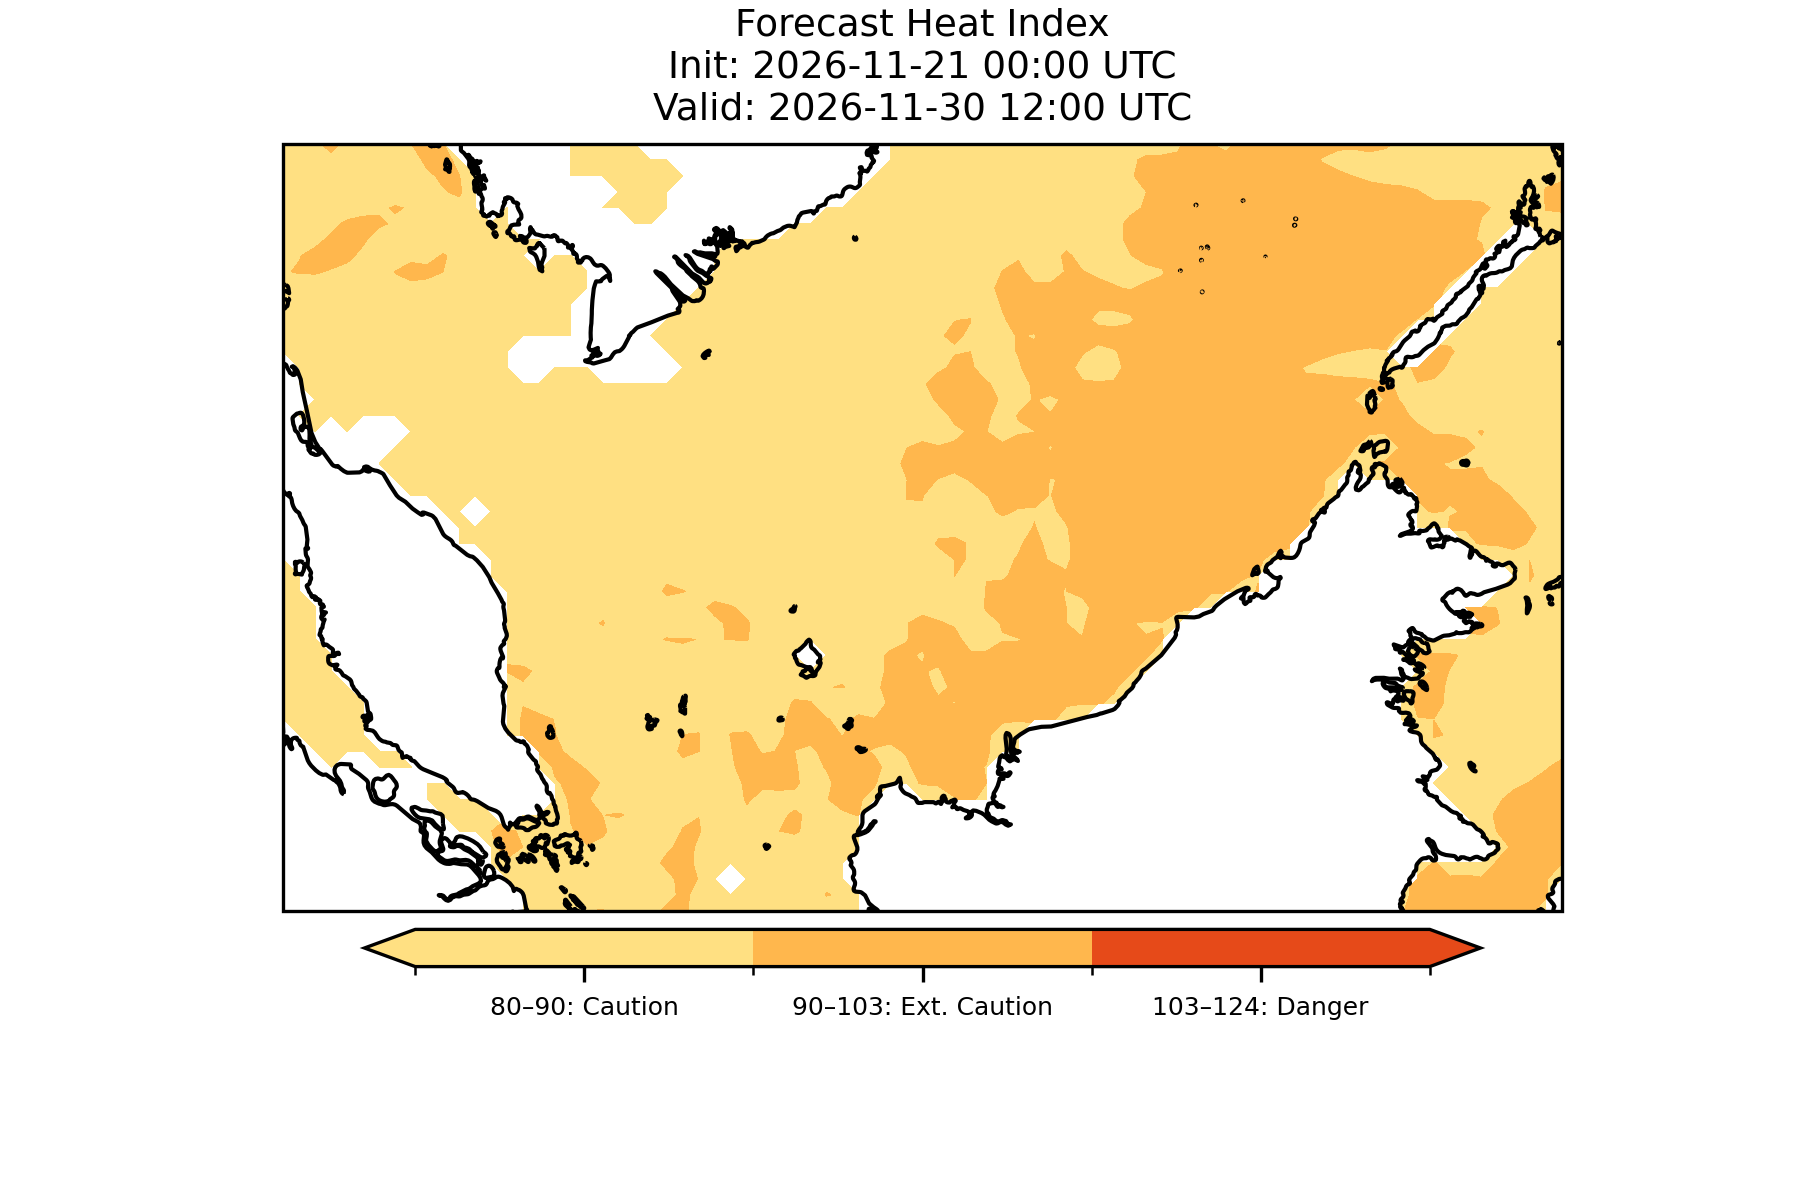 Forecast Heat Index
Init: 2026-11-21 00:00 UTC
Valid: 2026-11-30 12:00 UTC
80–90: Caution
90–103: Ext. Caution
103–124: Danger